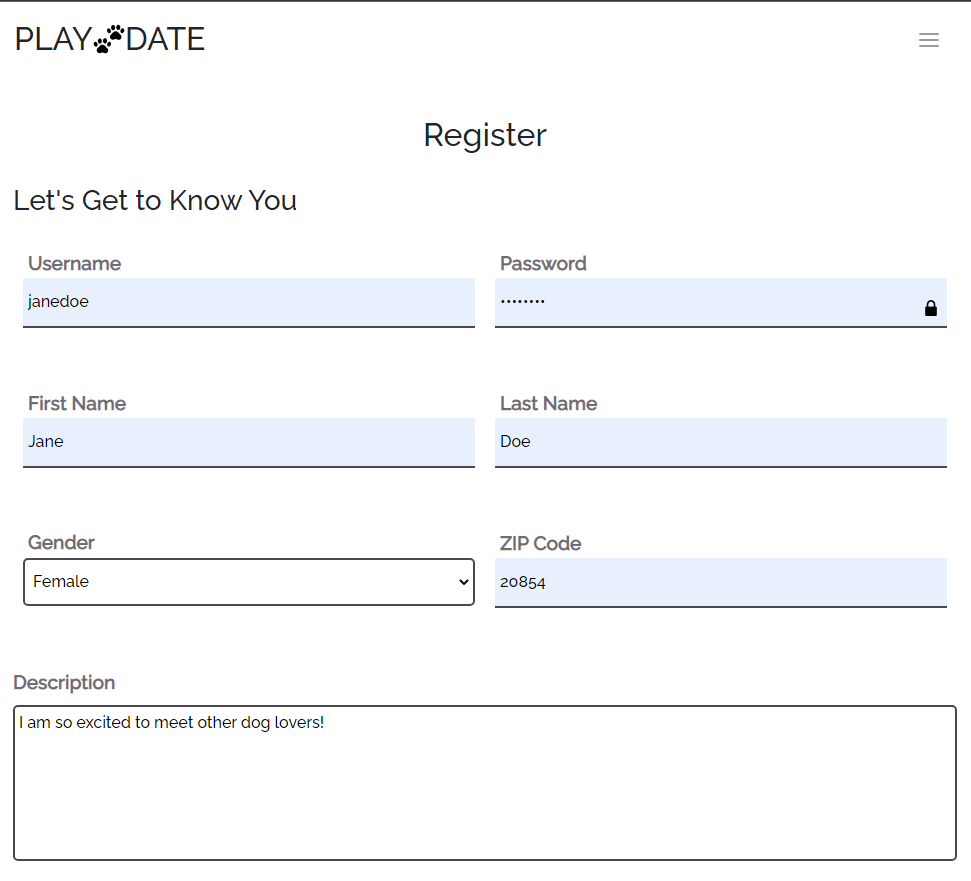 PLAY DATE
Register
Let's Get to Know You
Username
Password
janedoe
••••••••
First Name
Last Name
Jane
Doe
Gender
ZIP Code
Female
20854
Description
I am so excited to meet other dog lovers!